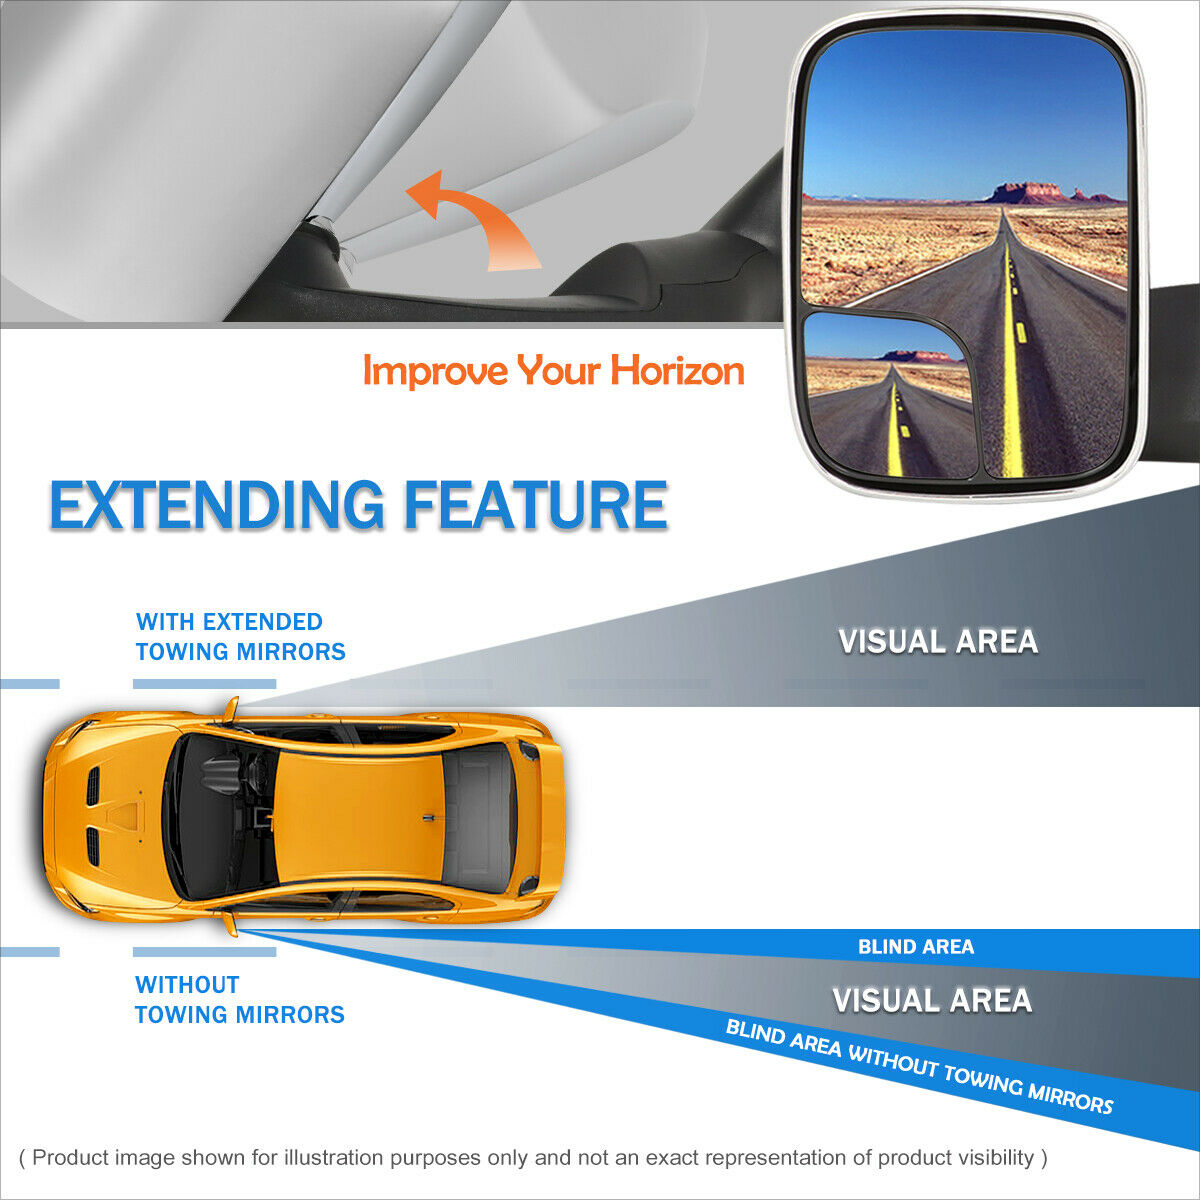 Improve Your Horizon
EXTENDING FEATURE
WITH EXTENDED
TOWING MIRRORS
VISUAL AREA
BLIND AREA
VISUAL AREA
WITHOUT
TOWING MIRRORS
BLIND AREA WITHOUT TOWING MIRRORS
( Product image shown for illustration purposes only and not an exact representation of product visibility )